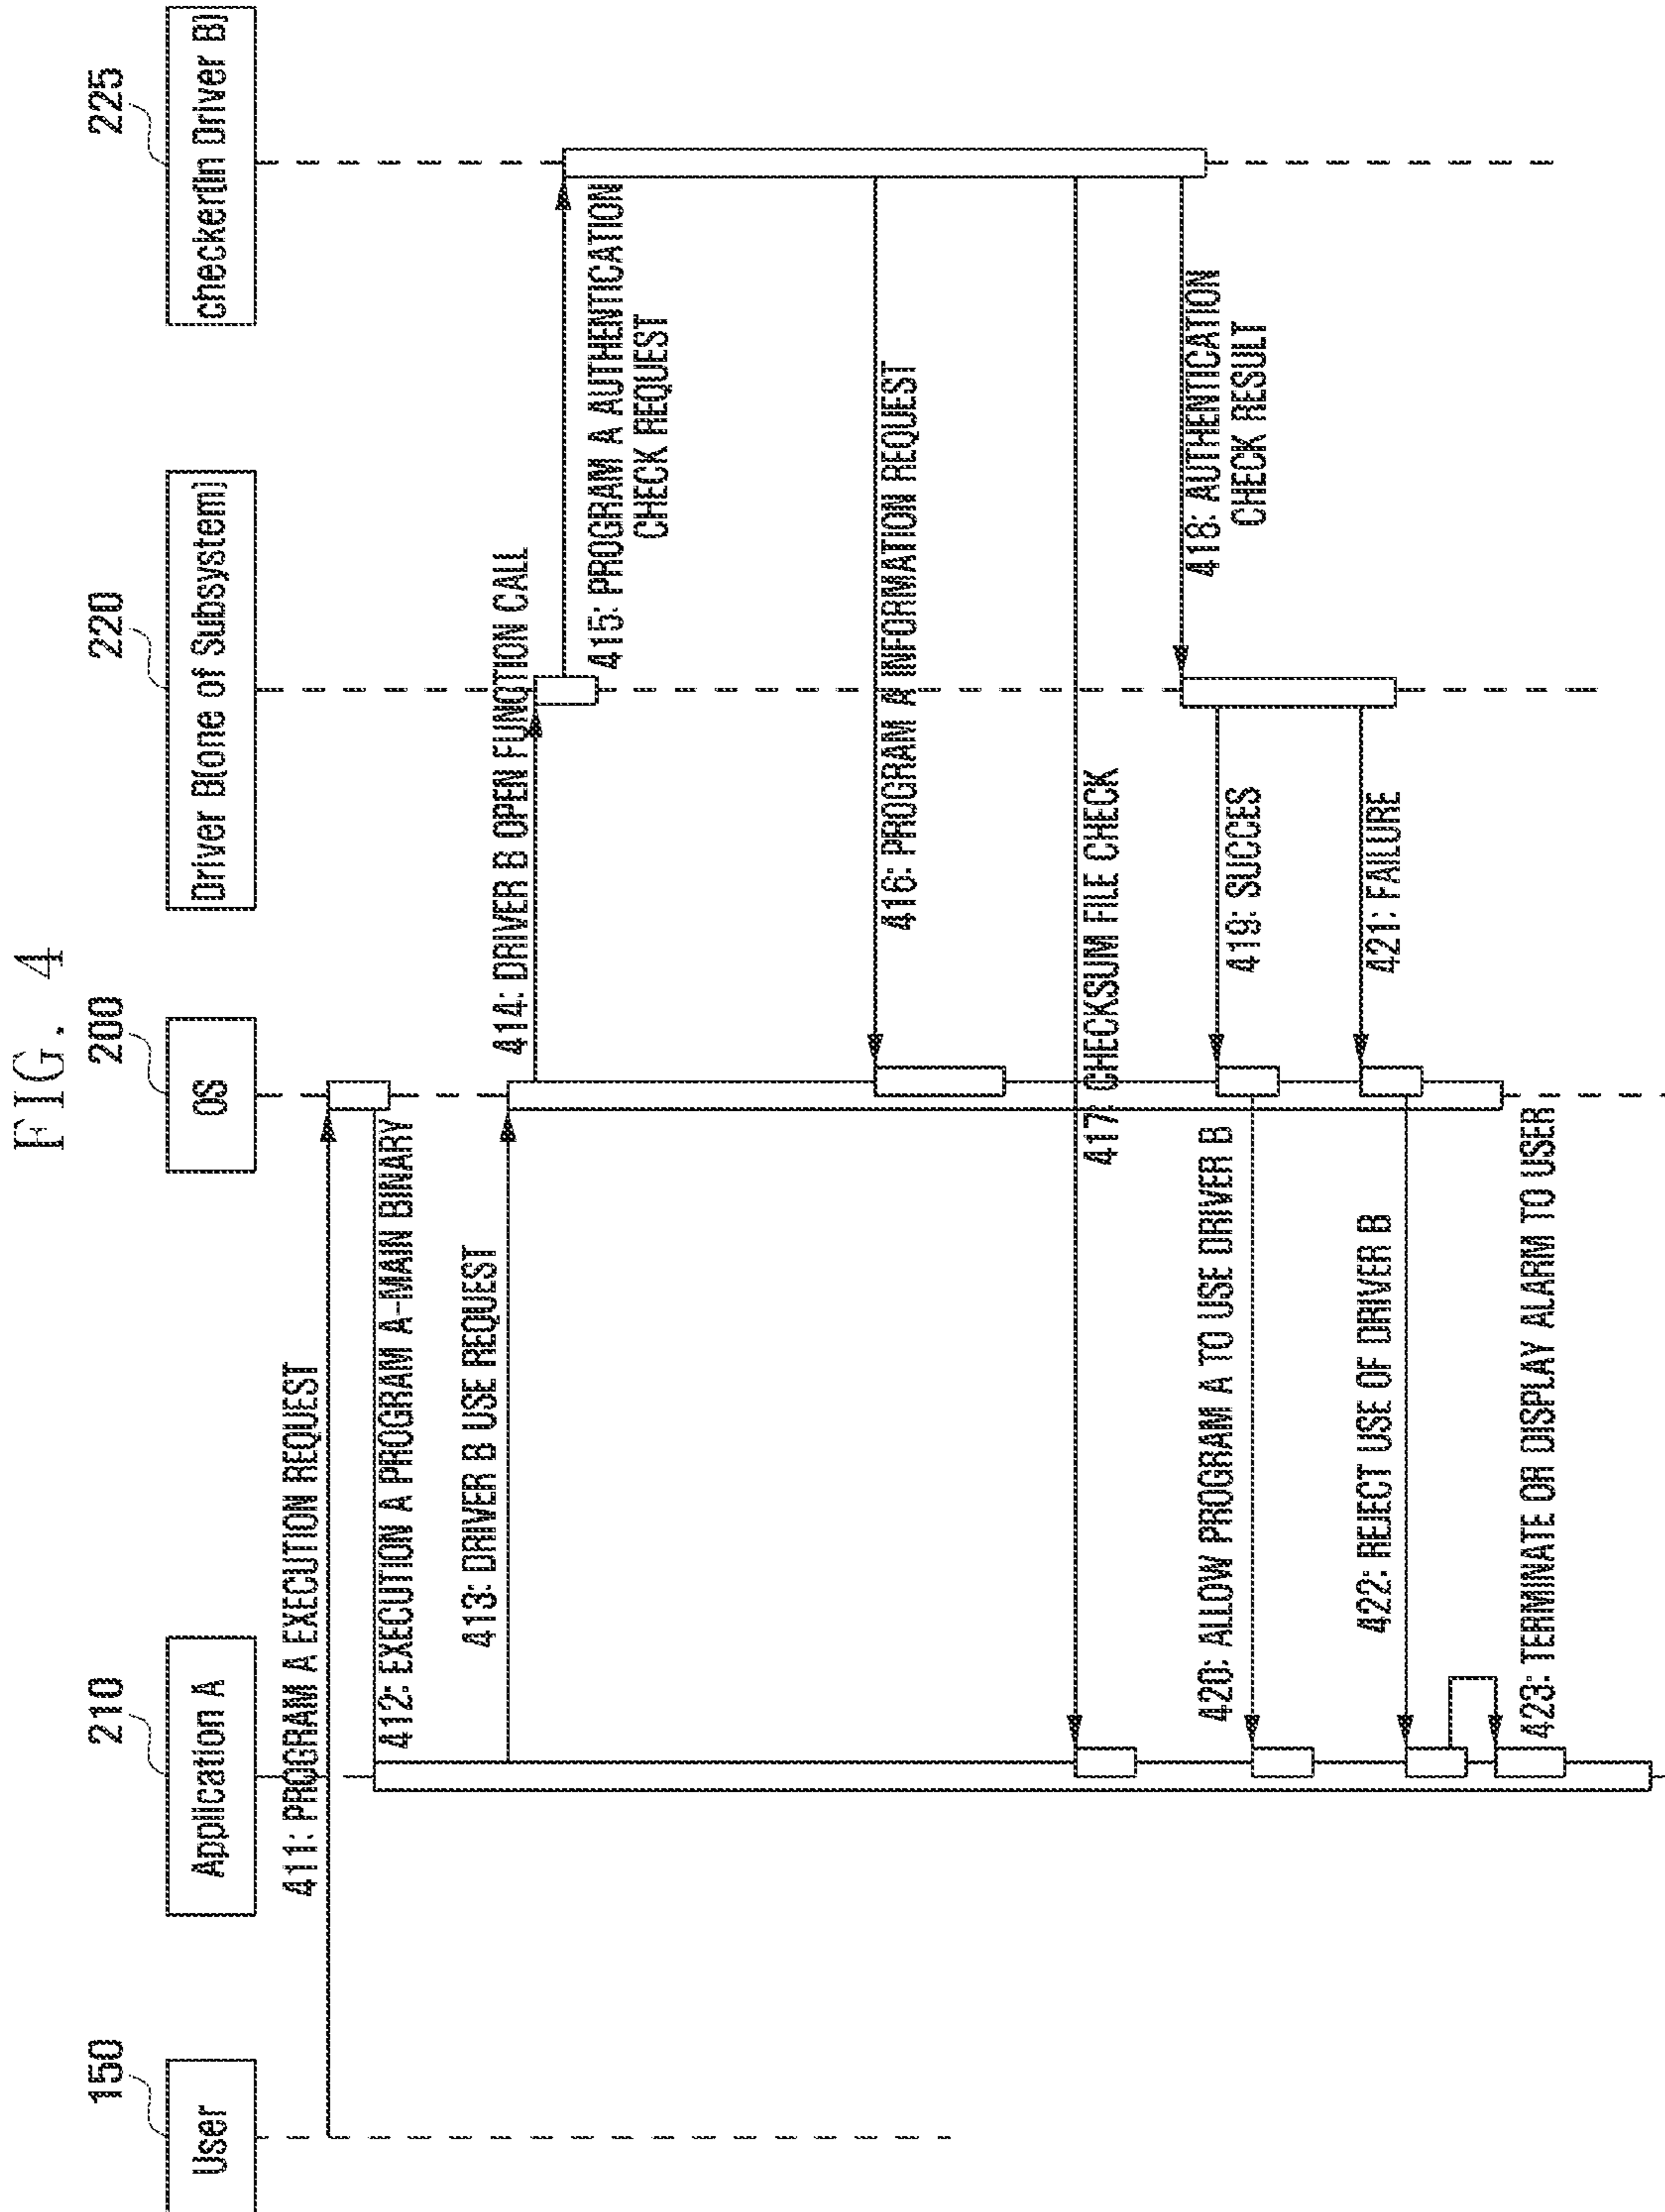 FIG. 4
150
210
200
220
225
User
Application A
OS
Driver B(one of Subsystem)
checker(in Driver B)
411: PROGRAM A EXECUTION REQUEST
412: EXECUTION A PROGRAM A-MAIN BINARY
413: DRIVER B USE REQUEST
414: DRIVER B OPEN FUNCTION CALL
415: PROGRAM A AUTHENTICATION
CHECK REQUEST
416: PROGRAM A INFORMATION REQUEST
417: CHECKSUM FILE CHECK
418: AUTHENTICATION
CHECK RESULT
419: SUCCES
420: ALLOW PROGRAM A TO USE DRIVER B
421: FAILURE
422: REJECT USE OF DRIVER B
423: TERMINATE OR DISPLAY ALARM TO USER